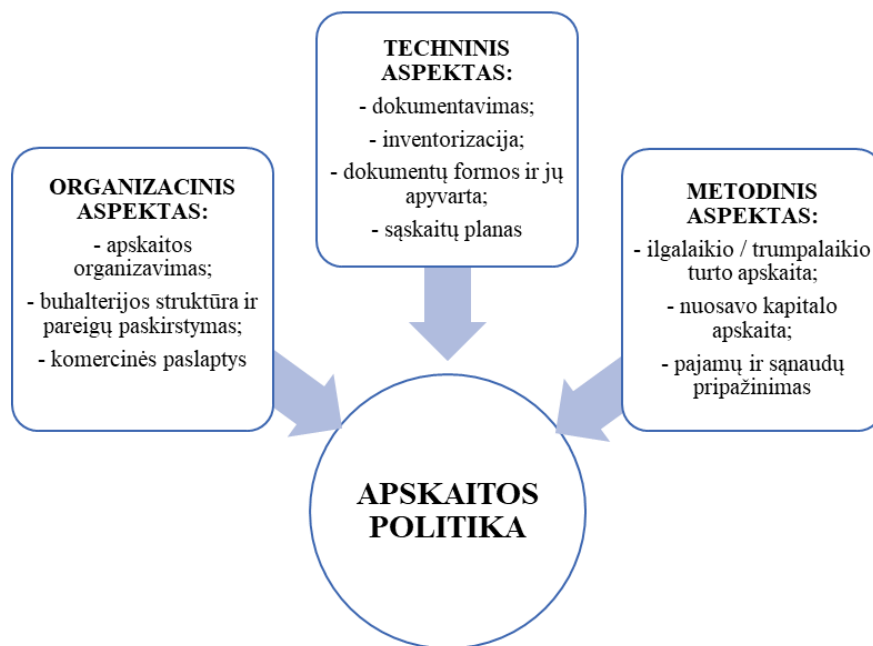 ORGANIZACINIS
ASPEKTAS:
- apskaitos
organizavimas;
- buhalterijos struktūra ir
pareigų paskirstymas;
- komercinės paslaptys
TECHNINIS
ASPEKTAS:
- dokumentavimas;
- inventorizacija;
- dokumentų formos ir jų
apyvarta;
- sąskaitų planas
METODINIS
ASPEKTAS:
- ilgalaikio / trumpalaikio
turto apskaita;
- nuosavo kapitalo
apskaita;
- pajamų ir sąnaudų
pripažinimas
APSKAITOS
POLITIKA